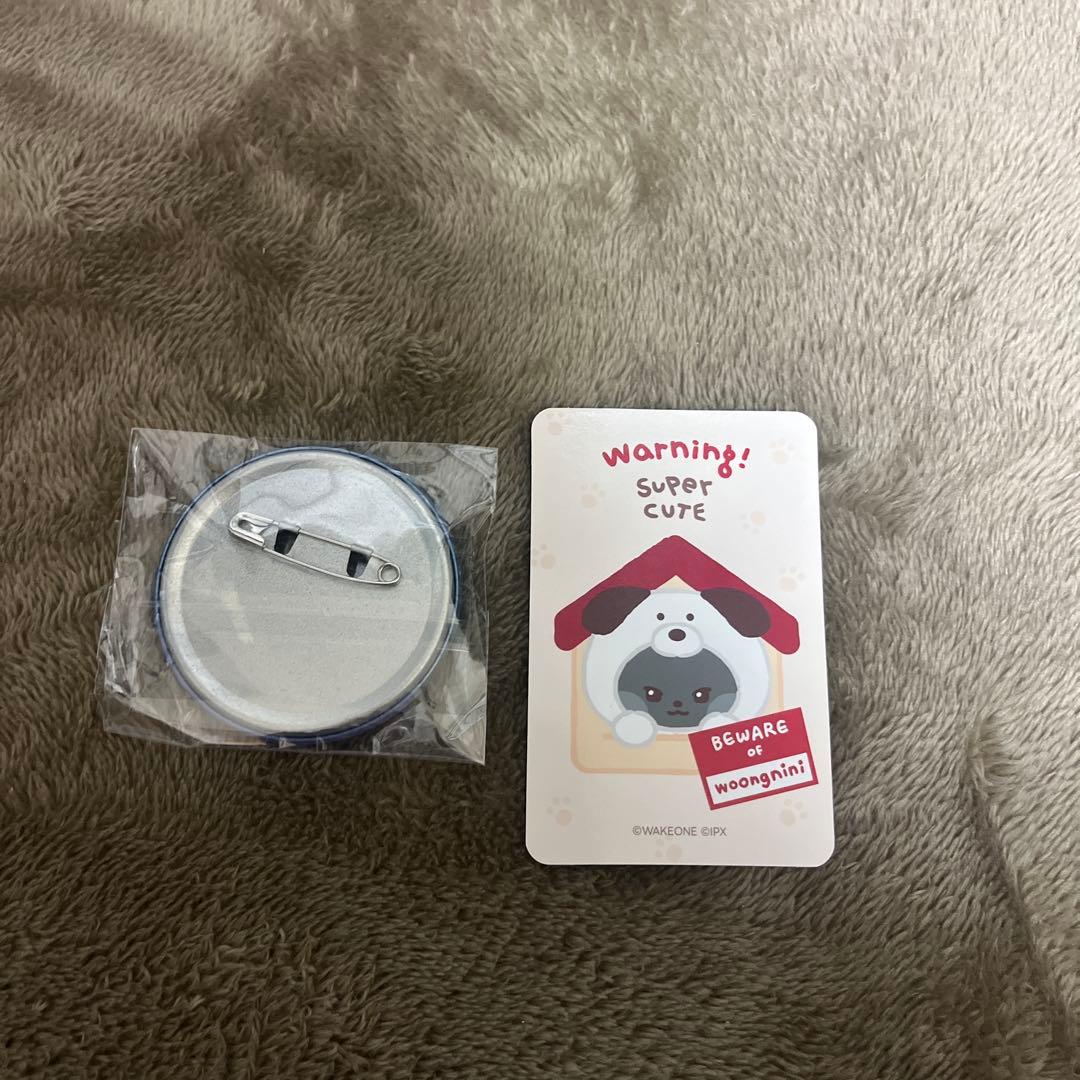 warning!
SUPer
CUTE
BEWARE
OF
woongnini
©WAKEONE ©IPX